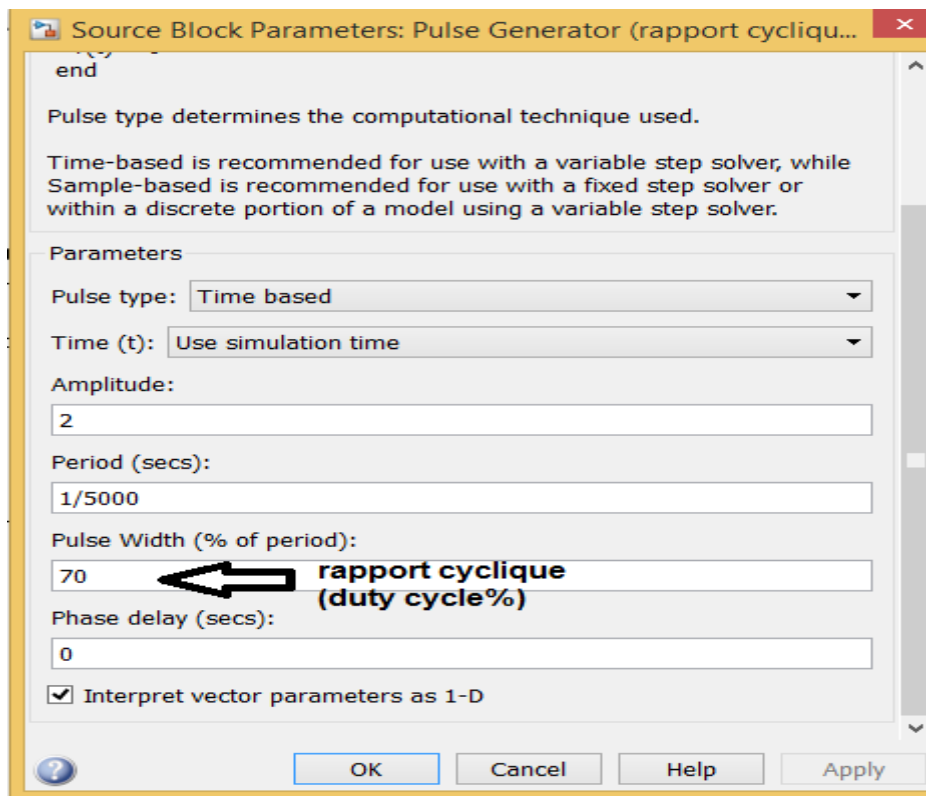 Source Block Parameters: Pulse Generator (rapport cycliqu...
end
Pulse type determines the computational technique used.
Time-based is recommended for use with a variable step solver, while
Sample-based is recommended for use with a fixed step solver or
within a discrete portion of a model using a variable step solver.
Parameters
Pulse type: Time based
Time (t): Use simulation time
Amplitude:
2
Period (secs):
1/5000
Pulse Width (% of period):
70 rapport cyclique
(duty cycle%)
Phase delay (secs):
0
Interpret vector parameters as 1-D
OK Cancel Help Apply